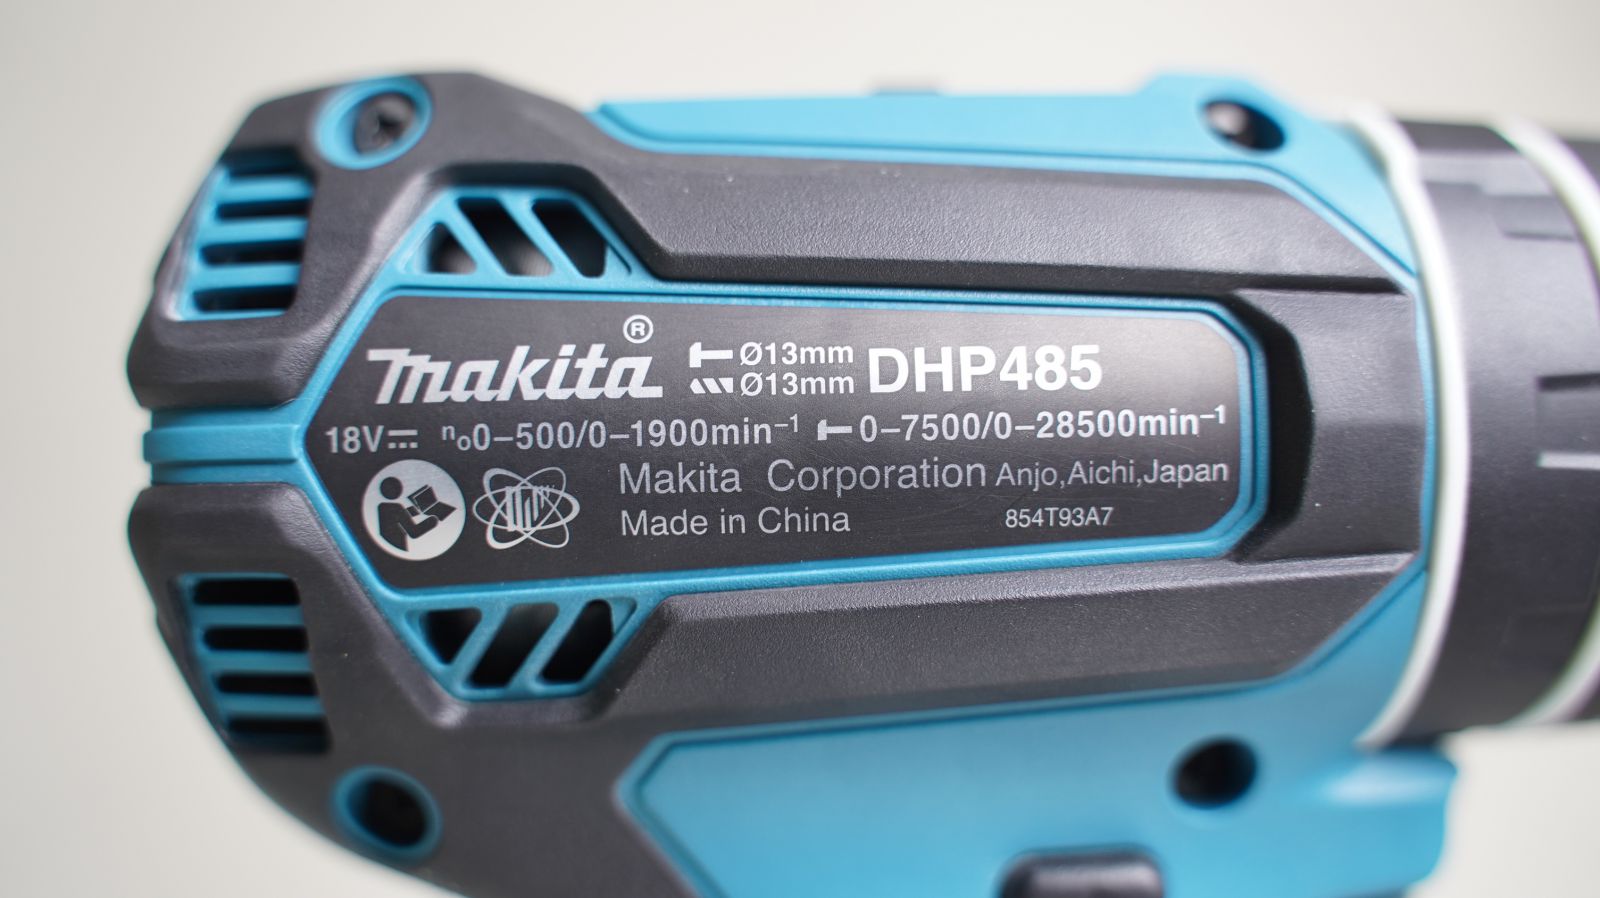 makita® Ø13mm DHP485
Ø13mm
18V n₀0–500/0–1900min⁻¹ 0–7500/0–28500min⁻¹
Makita Corporation Anjo,Aichi,Japan
Made in China 854T93A7